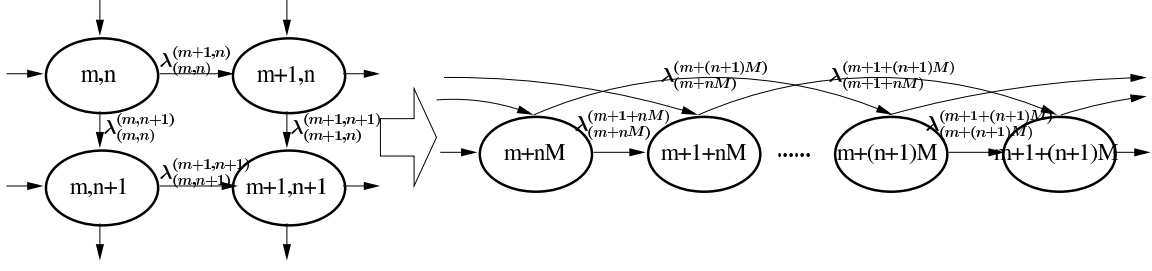 λ_{(m,n)}^{(m+1,n)}
m,n
m+1,n
λ_{(m,n)}^{(m,n+1)}
λ_{(m+1,n)}^{(m+1,n+1)}
λ_{(m,n+1)}^{(m+1,n+1)}
m,n+1
m+1,n+1
λ_{(m+nM)}^{(m+(n+1)M)}
λ_{(m+1+nM)}^{(m+1+(n+1)M)}
λ_{(m+nM)}^{(m+1+nM)}
λ_{(m+(n+1)M)}^{(m+1+(n+1)M)}
m+nM
m+1+nM
......
m+(n+1)M
m+1+(n+1)M